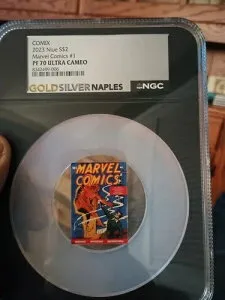 COMIX
2023 Niue S$2
Marvel Comics #1
PF 70 ULTRA CAMEO
GOLDSILVER NAPLES
NGC
MARVEL
COMICS